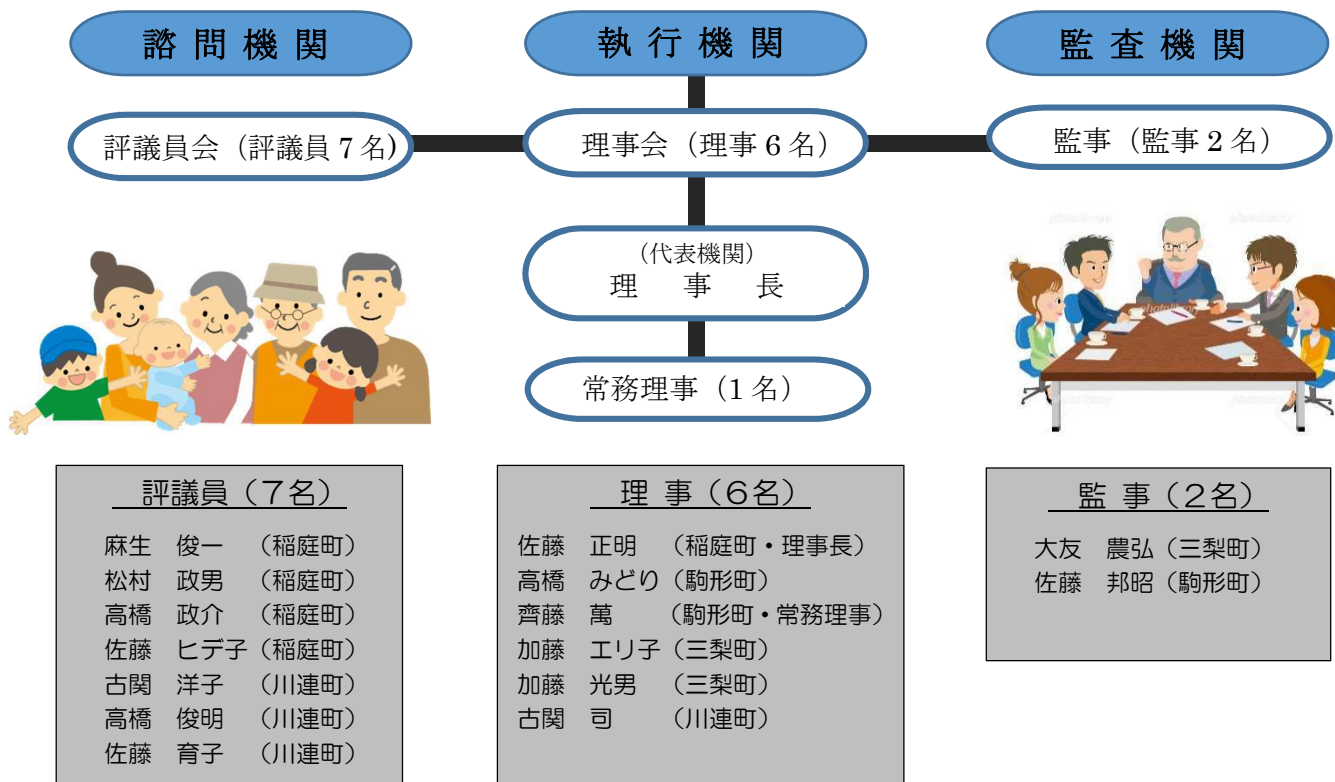 諮問機関
執行機関
監査機関
評議員会（評議員7名）
理事会（理事6名）
監事（監事2名）
（代表機関）
理事長
常務理事（1名）
評議員（7名）
麻生　俊一　（稲庭町）
松村　政男　（稲庭町）
高橋　政介　（稲庭町）
佐藤　ヒデ子（稲庭町）
古関　洋子　（川連町）
高橋　俊明　（川連町）
佐藤　育子　（川連町）
理事（6名）
佐藤　正明　（稲庭町・理事長）
高橋　みどり（駒形町）
齊藤　萬　（駒形町・常務理事）
加藤　エリ子（三梨町）
加藤　光男　（三梨町）
古関　司　（川連町）
監事（2名）
大友　農弘（三梨町）
佐藤　邦昭（駒形町）